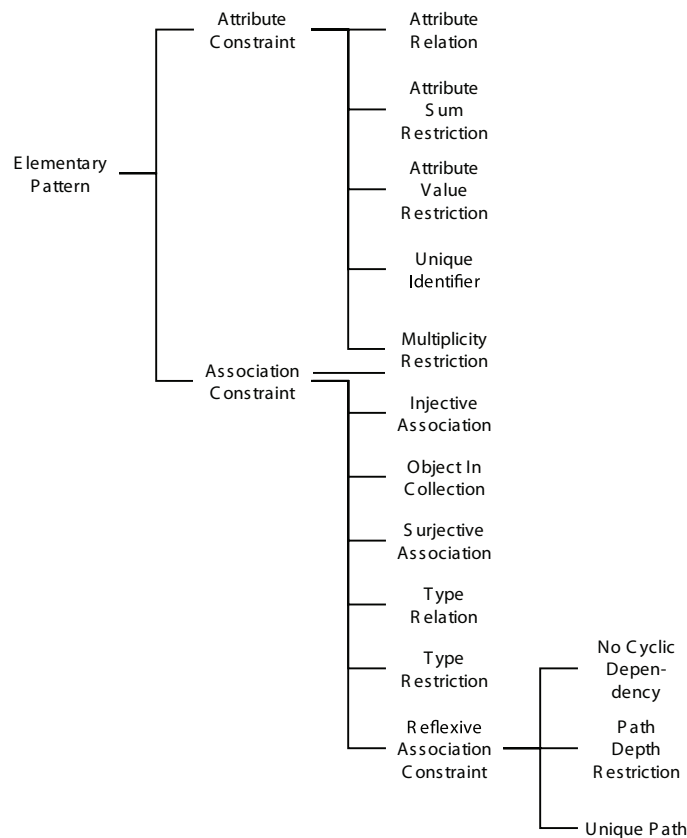 Attribute
Constraint
Attribute
Relation
Attribute
Sum
Restriction
Elementary
Pattern
Attribute
Value
Restriction
Unique
Identifier
Multiplicity
Restriction
Association
Constraint
Injective
Association
Object In
Collection
Surjective
Association
Type
Relation
Type
Restriction
Reflexive
Association
Constraint
No Cyclic
Depen-
dency
Path
Depth
Restriction
Unique Path